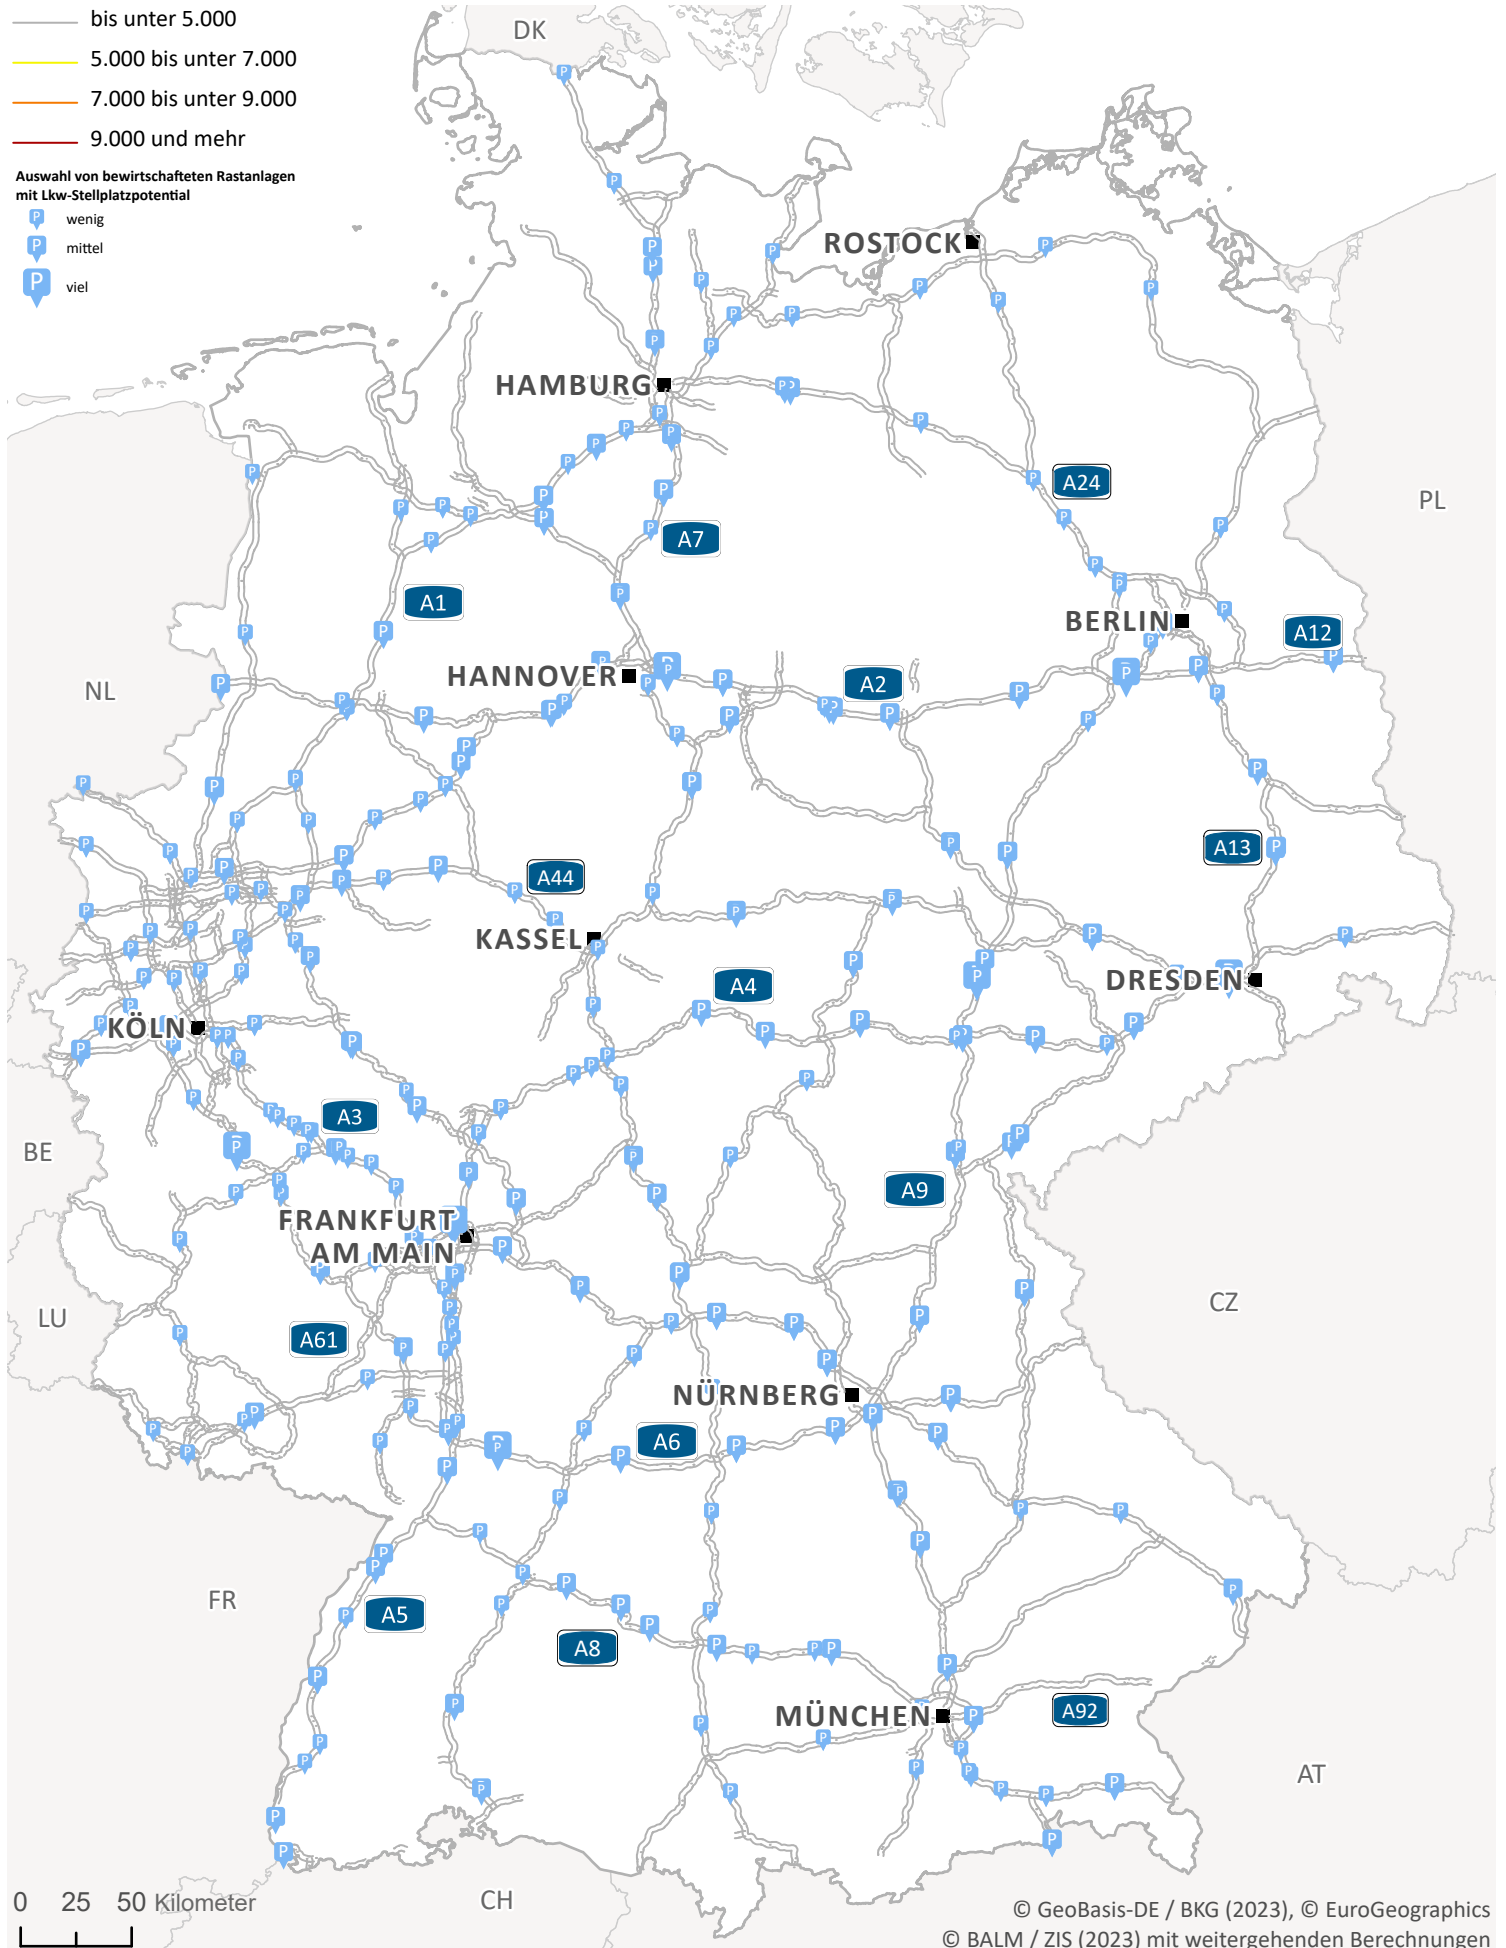 bis unter 5.000
5.000 bis unter 7.000
7.000 bis unter 9.000
9.000 und mehr
Auswahl von bewirtschafteten Rastanlagen
mit Lkw-Stellplatzpotential
P wenig
P mittel
P viel
DK
ROSTOCK
HAMBURG
A24
PL
A7
A1
BERLIN
A12
HANNOVER
A2
NL
A13
A44
KASSEL
DRESDEN
A4
KÖLN
A3
BE
A9
FRANKFURT
AM MAIN
CZ
LU
A61
NÜRNBERG
A6
FR
A5
A8
A92
MÜNCHEN
AT
0 25 50 Kilometer
CH
© GeoBasis-DE / BKG (2023), © EuroGeographics
© BALM / ZIS (2023) mit weitergehenden Berechnungen